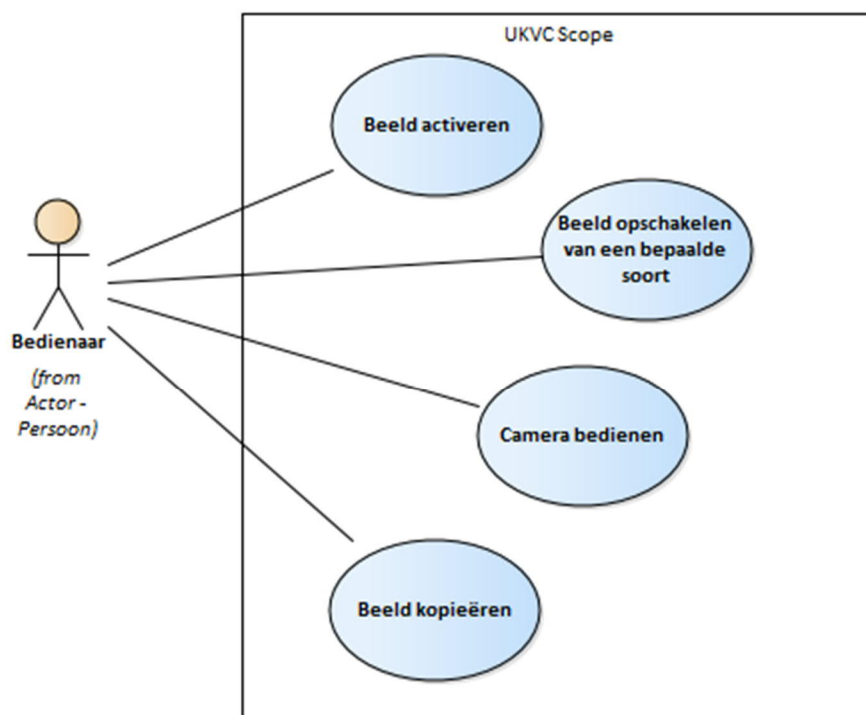 UKVC Scope
Beeld activeren
Beeld opschakelen
van een bepaalde
soort
Bedienaar
(from
Actor -
Persoon)
Camera bedienen
Beeld kopieëren